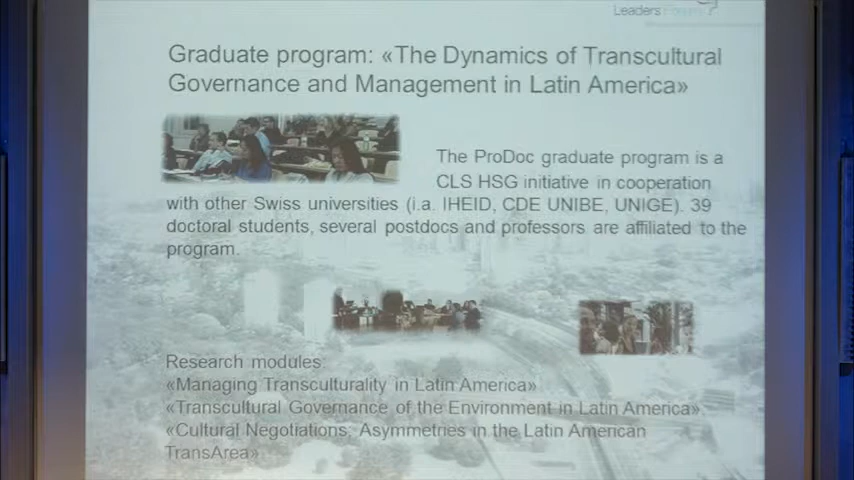 Leaders Forum
Graduate program: «The Dynamics of Transcultural
Governance and Management in Latin America»
The ProDoc graduate program is a
CLS HSG initiative in cooperation
with other Swiss universities (i.a. IHEID, CDE UNIBE, UNIGE). 39
doctoral students, several postdocs and professors are affiliated to the
program.
Research modules:
«Managing Transculturality in Latin America»
«Transcultural Governance of the Environment in Latin America»
«Cultural Negotiations: Asymmetries in the Latin American
TransArea»